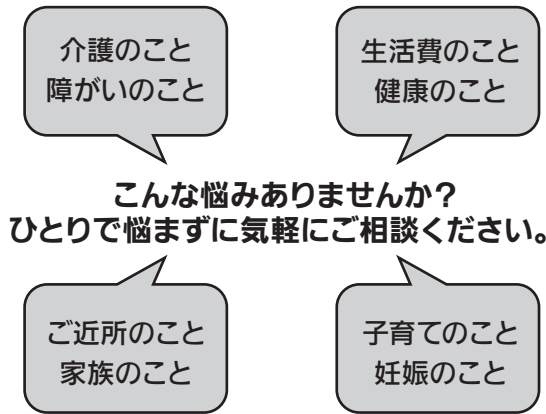 介護のこと
障がいのこと
生活費のこと
健康のこと
こんな悩みありませんか？
ひとりで悩まずに気軽にご相談ください。
ご近所のこと
家族のこと
子育てのこと
妊娠のこと